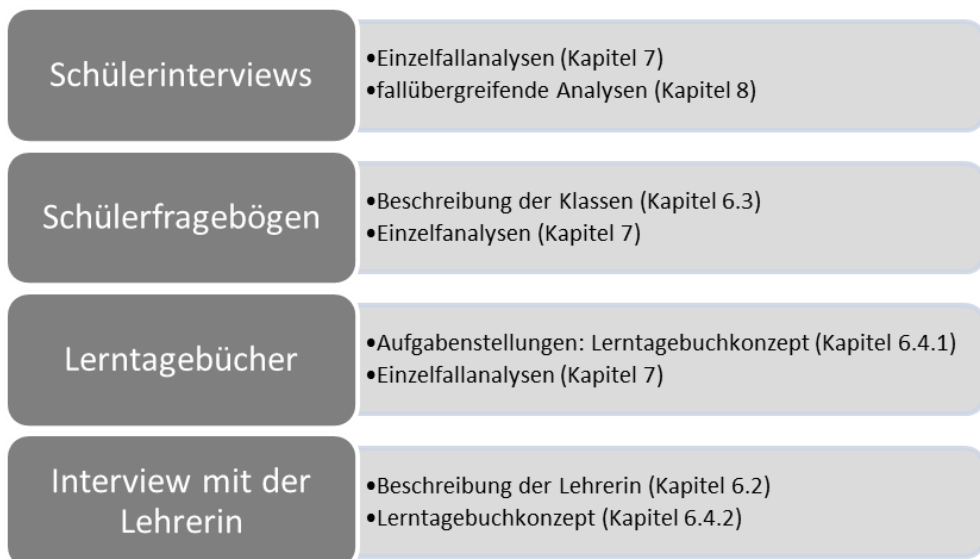 Schülerinterviews
•Einzelfallanalysen (Kapitel 7)
•fallübergreifende Analysen (Kapitel 8)
Schülerfragebögen
•Beschreibung der Klassen (Kapitel 6.3)
•Einzelfanalysen (Kapitel 7)
Lerntagebücher
•Aufgabenstellungen: Lerntagebuchkonzept (Kapitel 6.4.1)
•Einzelfallanalysen (Kapitel 7)
Interview mit der
Lehrerin
•Beschreibung der Lehrerin (Kapitel 6.2)
•Lerntagebuchkonzept (Kapitel 6.4.2)